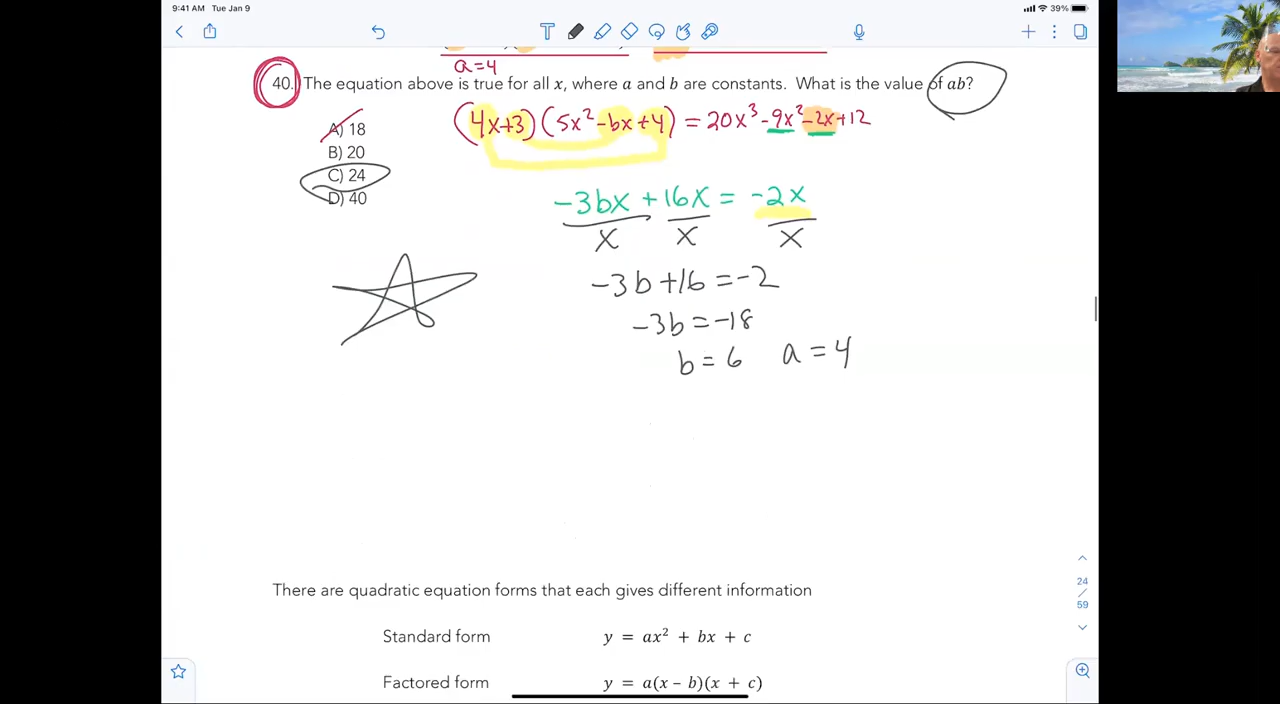 9:41 AM Tue Jan 9
39%
a=4
40. The equation above is true for all x, where a and b are constants. What is the value of ab?
(4x+3)(5x²-bx+4) = 20x³-9x²-2x+12
A) 18
B) 20
C) 24
D) 40
-3bx +16x = -2x
x x x
-3b+16=-2
-3b=-18
b=6 a=4
There are quadratic equation forms that each gives different information
24
/
59
Standard form y = ax² + bx + c
Factored form y = a(x – b)(x + c)